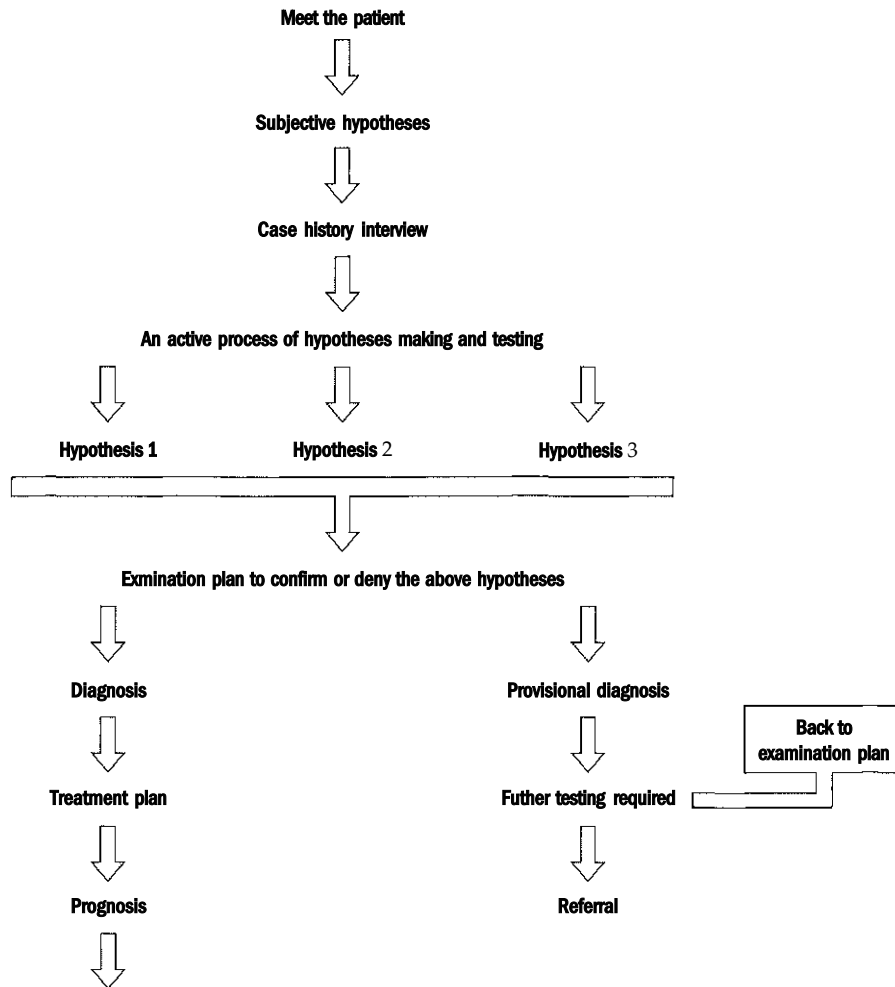 Meet the patient
Subjective hypotheses
Case history interview
An active process of hypotheses making and testing
Hypothesis 1
Hypothesis 2
Hypothesis 3
Exmination plan to confirm or deny the above hypotheses
Diagnosis
Provisional diagnosis
Back to
examination plan
Treatment plan
Futher testing required
Prognosis
Referral